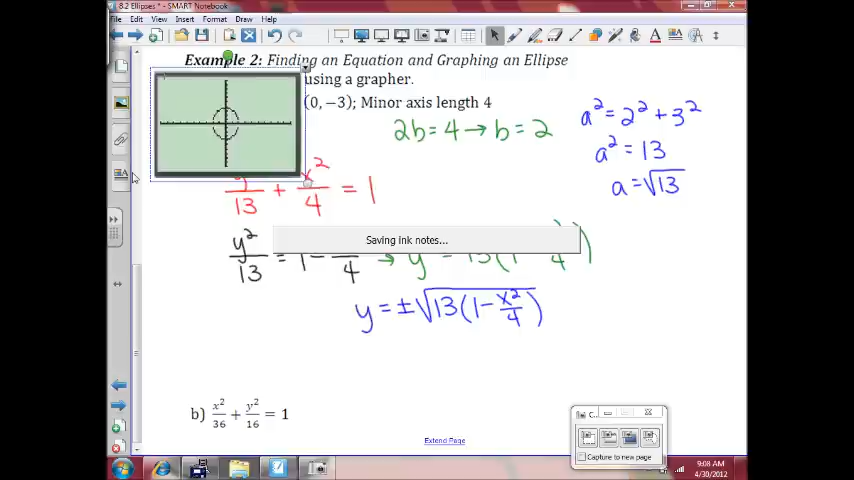 8.2 Ellipses * - SMART Notebook
File Edit View Insert Format Draw Help
Example 2: Finding an Equation and Graphing an Ellipse
using a grapher.
(0, −3); Minor axis length 4
2b = 4 → b = 2
a² = 2² + 3²
a² = 13
a = √13
/13 + x²/4 = 1
y²/13 = 1 − /4 → y = 13(1 /4)
Saving ink notes...
y = ±√13(1 − x²/4)
b) x²/36 + y²/16 = 1
Extend Page
C...
Capture to new page
9:08 AM
4/30/2012